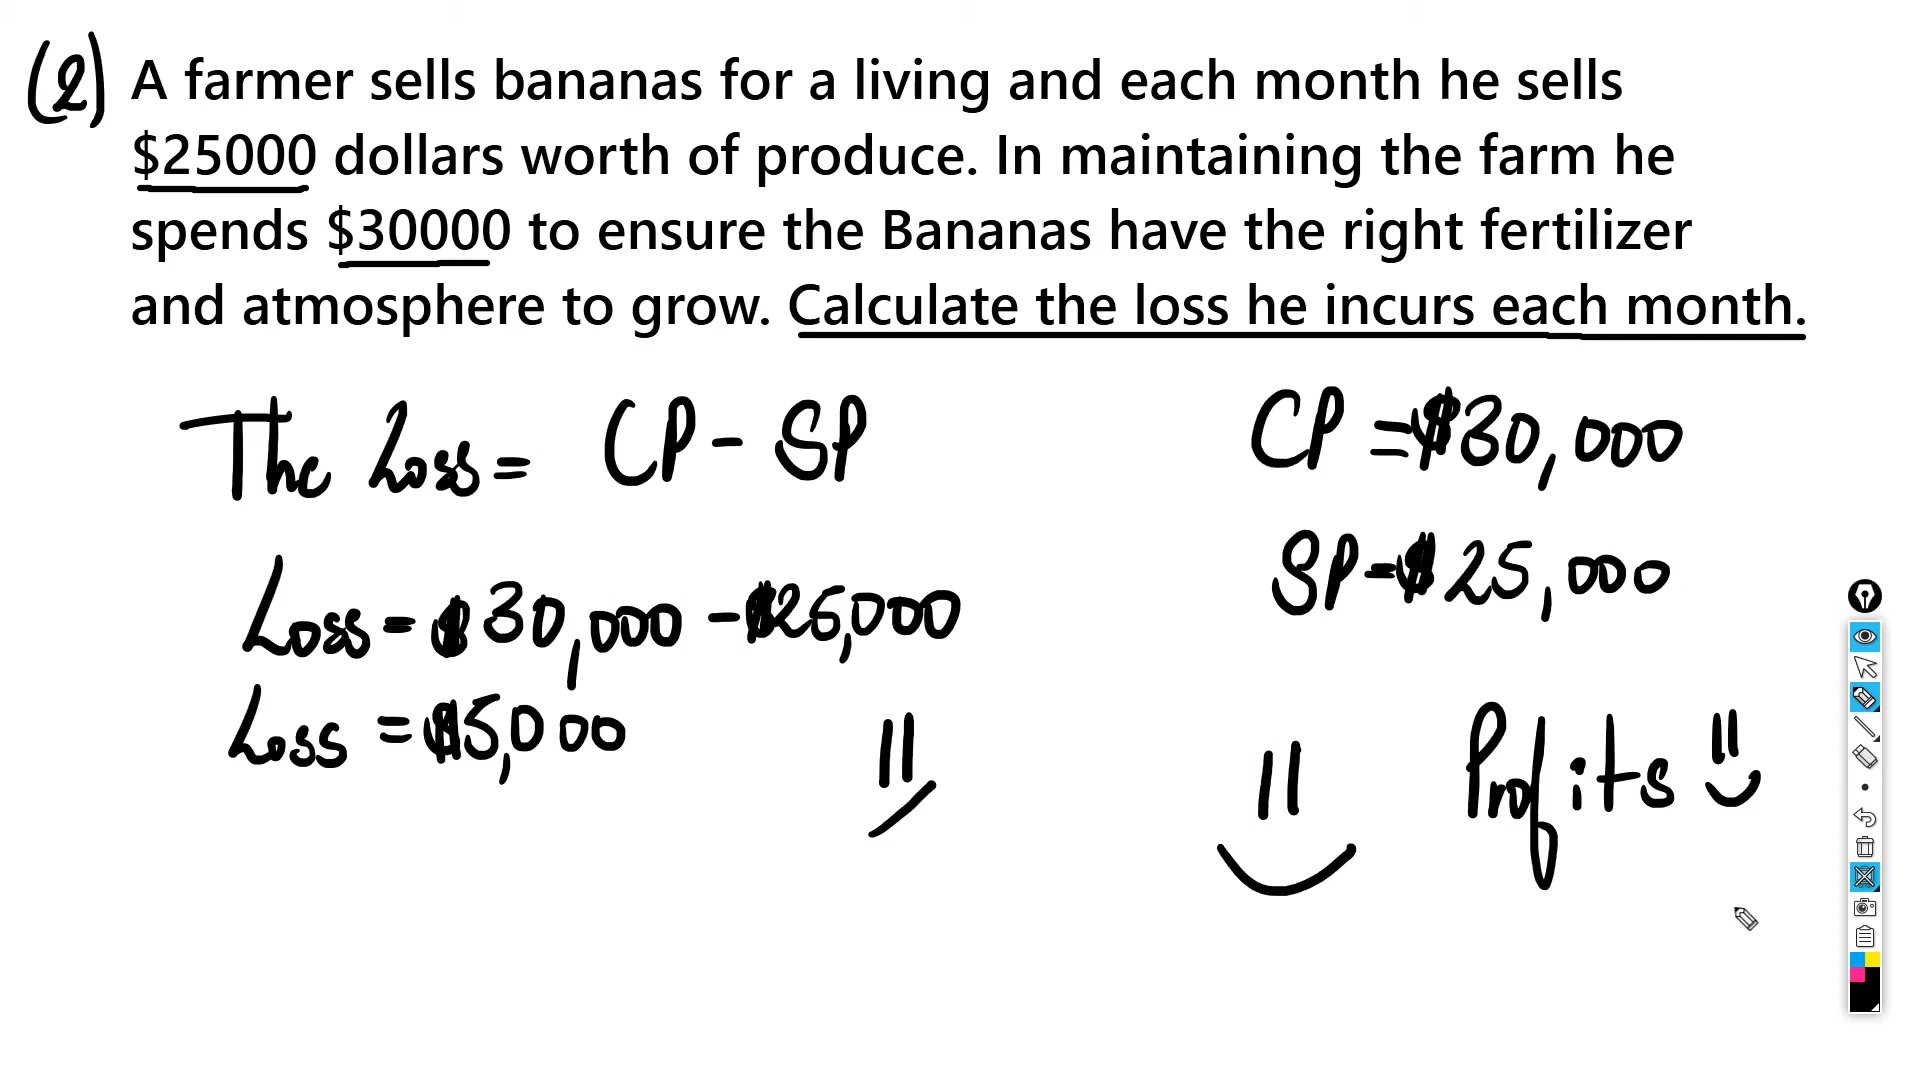 (2) A farmer sells bananas for a living and each month he sells
$25000 dollars worth of produce. In maintaining the farm he
spends $30000 to ensure the Bananas have the right fertilizer
and atmosphere to grow. Calculate the loss he incurs each month.
The Loss = CP - SP
CP = $30,000
SP = $25,000
Loss = $30,000 - $25,000
Loss = $5,000
Profits